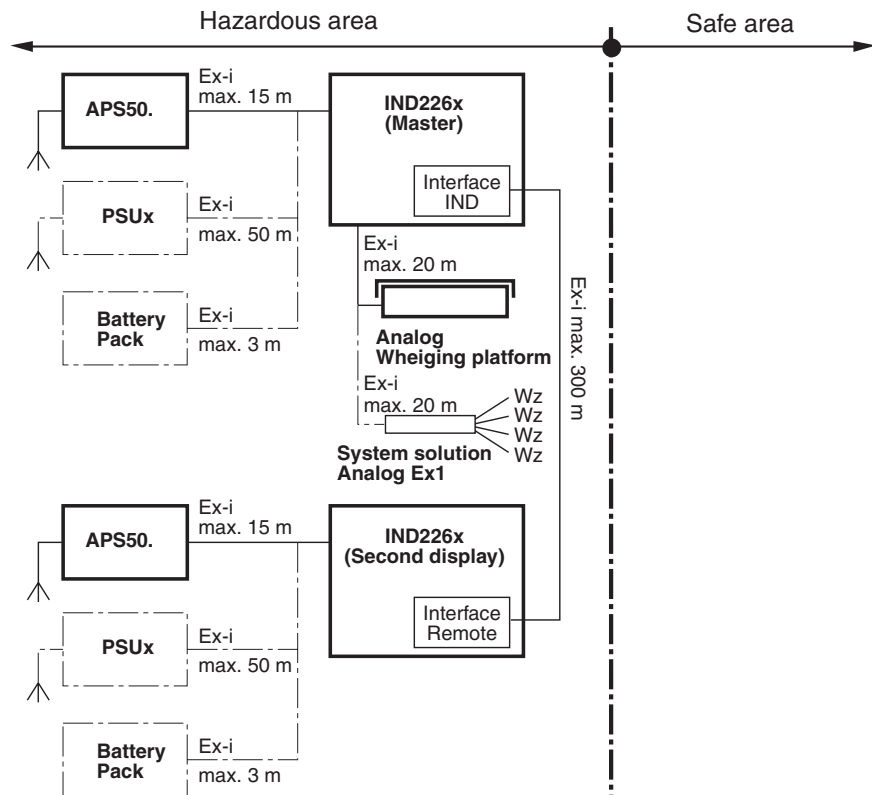 Hazardous area
Safe area
Ex-i
max. 15 m
APS50.
IND226x
(Master)
Interface
IND
PSUx
Ex-i
max. 50 m
Ex-i
max. 20 m
Battery
Pack
Ex-i
max. 3 m
Analog
Wheiging platform
Ex-i max. 300 m
Ex-i
max. 20 m
Wz
Wz
Wz
Wz
System solution
Analog Ex1
Ex-i
max. 15 m
APS50.
IND226x
(Second display)
Interface
Remote
PSUx
Ex-i
max. 50 m
Battery
Pack
Ex-i
max. 3 m